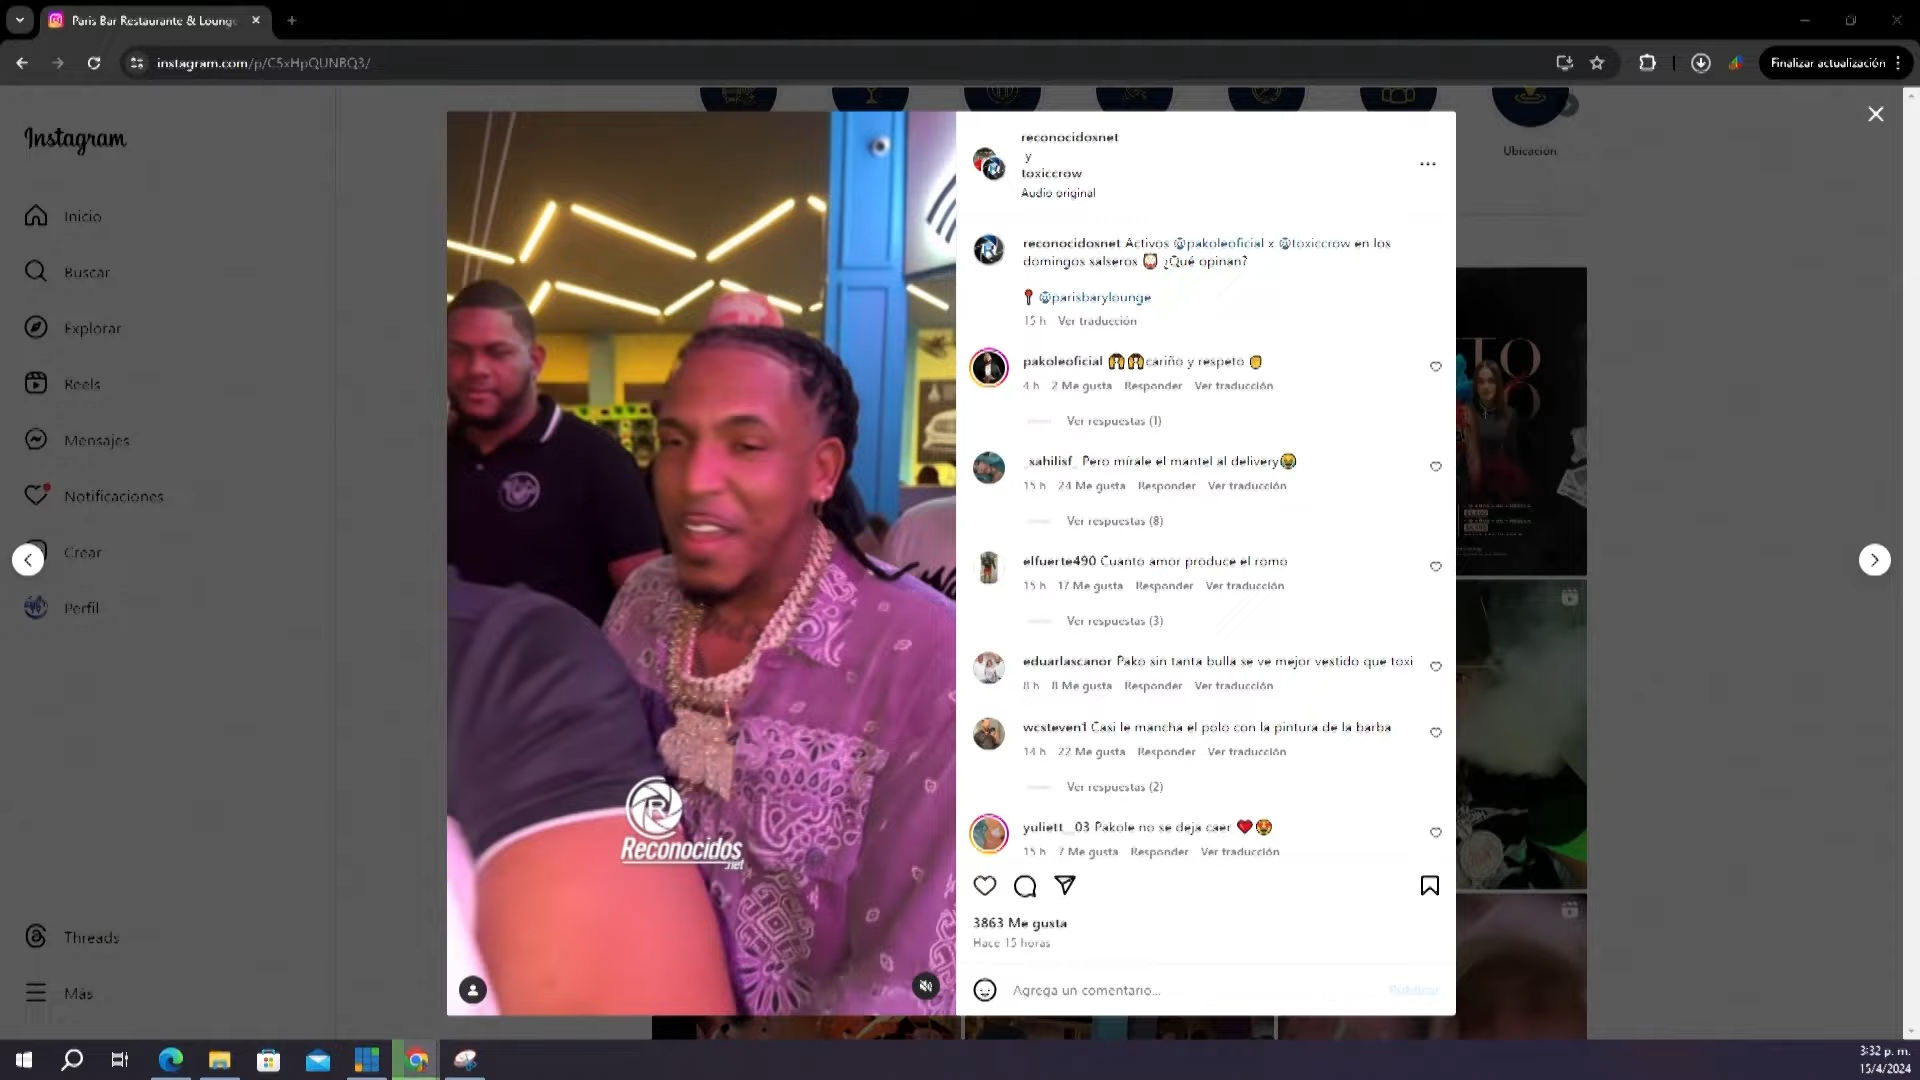 Paris Bar Restaurante & Lounge
instagram.com/p/C5xHpQUNBQ3/
Finalizar actualización
Instagram
Inicio
Buscar
Explorar
Reels
Mensajes
Notificaciones
Crear
Perfil
Threads
Más
Ubicación
Reconocidos
.net
reconocidosnet
y
toxiccrow
Audio original
reconocidosnet Activos @pakoleoficial x @toxiccrow en los
domingos salseros ¿Qué opinan?
@parisbarylounge
15 h Ver traducción
pakoleoficial cariño y respeto
4 h 2 Me gusta Responder Ver traducción
Ver respuestas (1)
_sahilisf_ Pero mírale el mantel al delivery
15 h 24 Me gusta Responder Ver traducción
Ver respuestas (8)
elfuerte490 Cuanto amor produce el romo
15 h 17 Me gusta Responder Ver traducción
Ver respuestas (3)
eduarlascanor Pako sin tanta bulla se ve mejor vestido que toxi
8 h 8 Me gusta Responder Ver traducción
wcsteven1 Casi le mancha el polo con la pintura de la barba
14 h 22 Me gusta Responder Ver traducción
Ver respuestas (2)
yuliett__03 Pakole no se deja caer
15 h 7 Me gusta Responder Ver traducción
3863 Me gusta
Hace 15 horas
Agrega un comentario...
Publicar
3:32 p. m.
15/4/2024